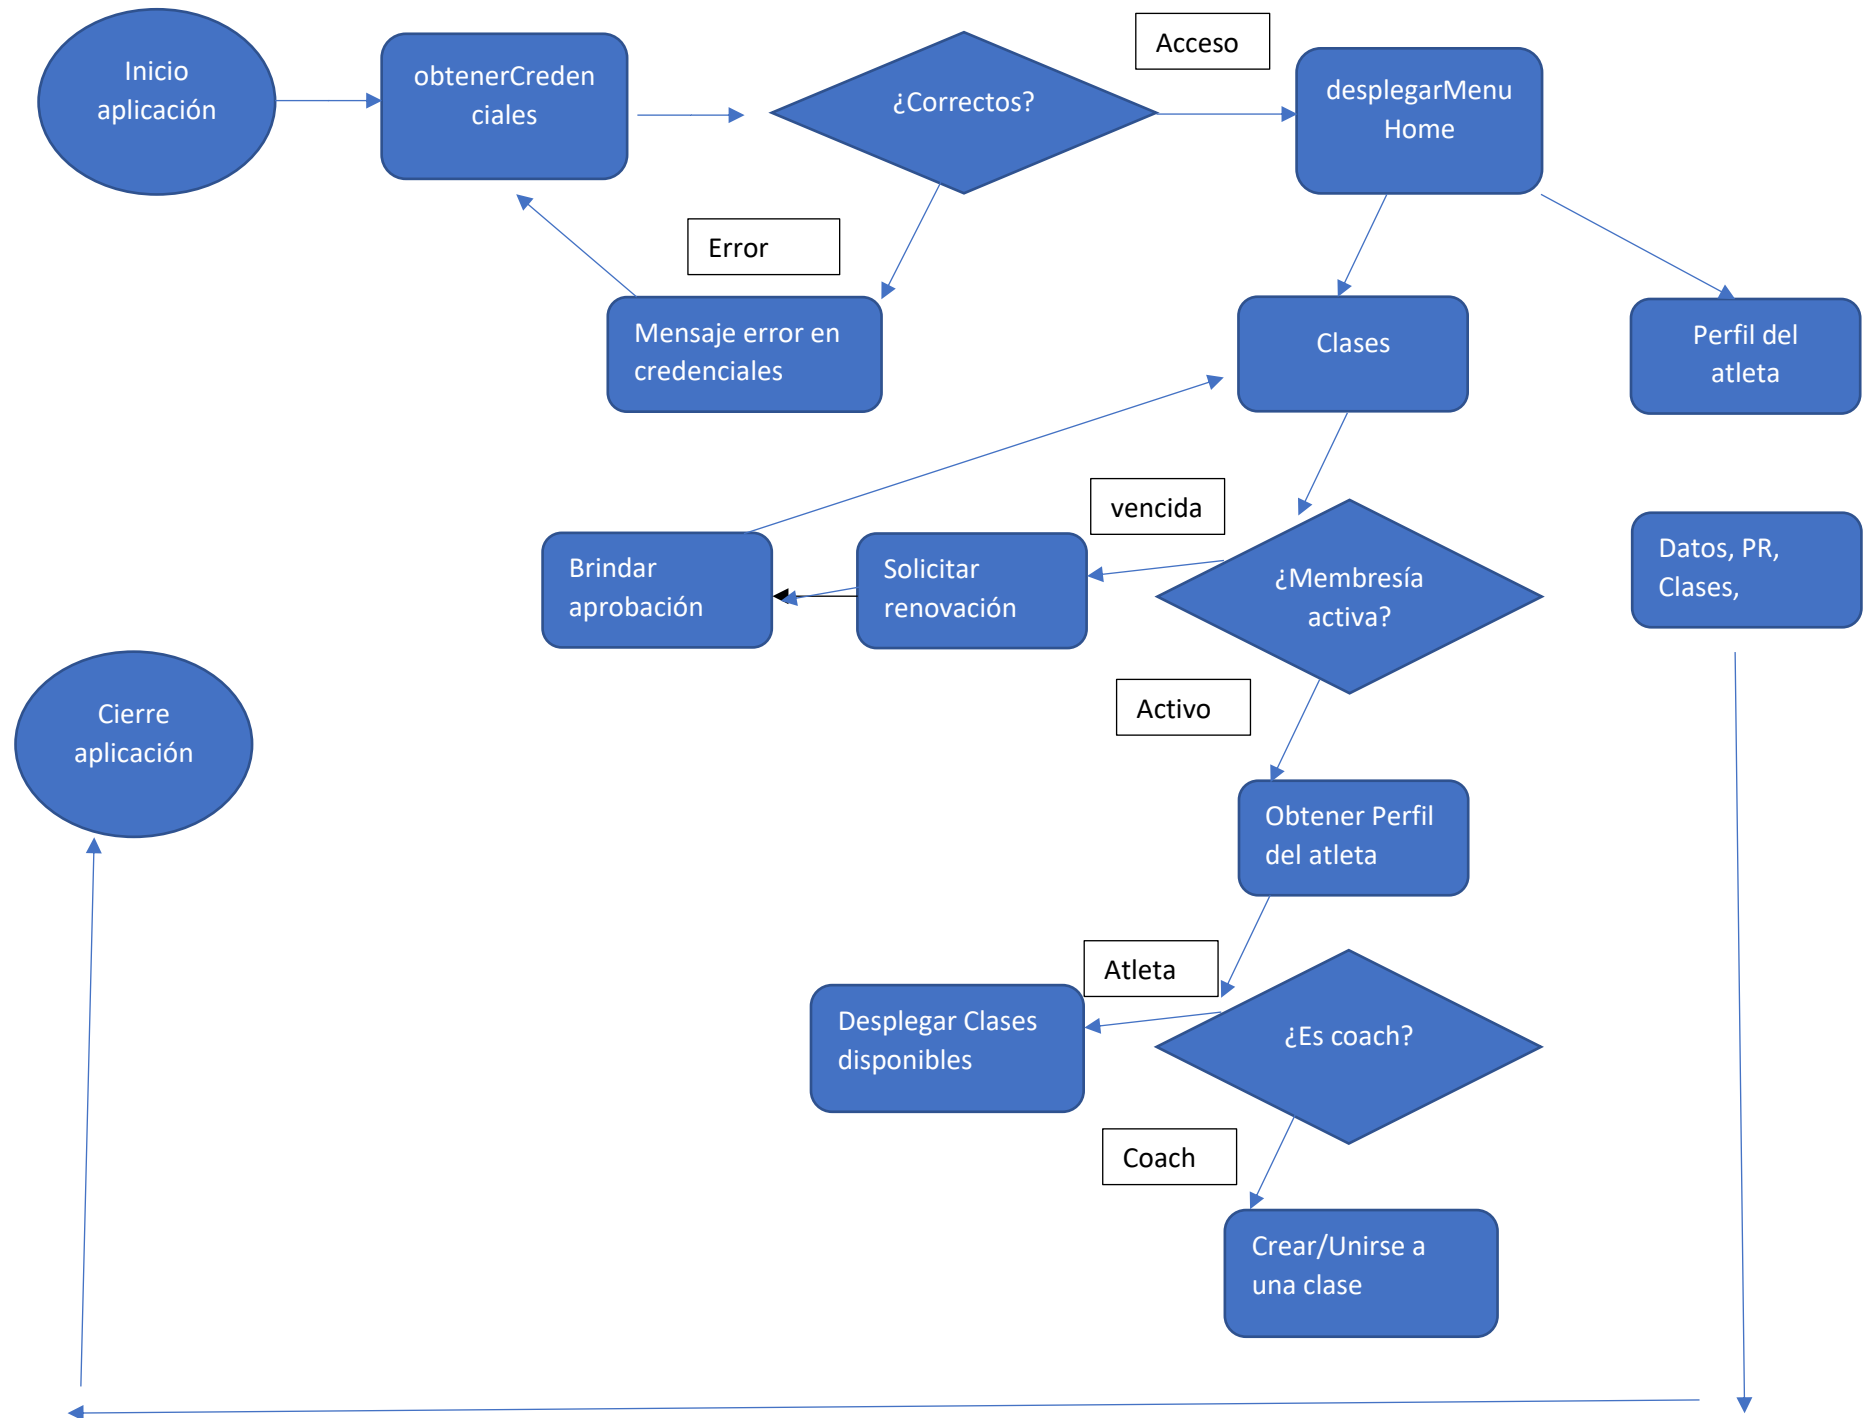 Inicio
aplicación
obtenerCreden
ciales
¿Correctos?
Acceso
desplegarMenu
Home
Error
Mensaje error en
credenciales
Clases
Perfil del
atleta
vencida
Brindar
aprobación
Solicitar
renovación
¿Membresía
activa?
Datos, PR,
Clases,
Cierre
aplicación
Activo
Obtener Perfil
del atleta
Atleta
Desplegar Clases
disponibles
¿Es coach?
Coach
Crear/Unirse a
una clase